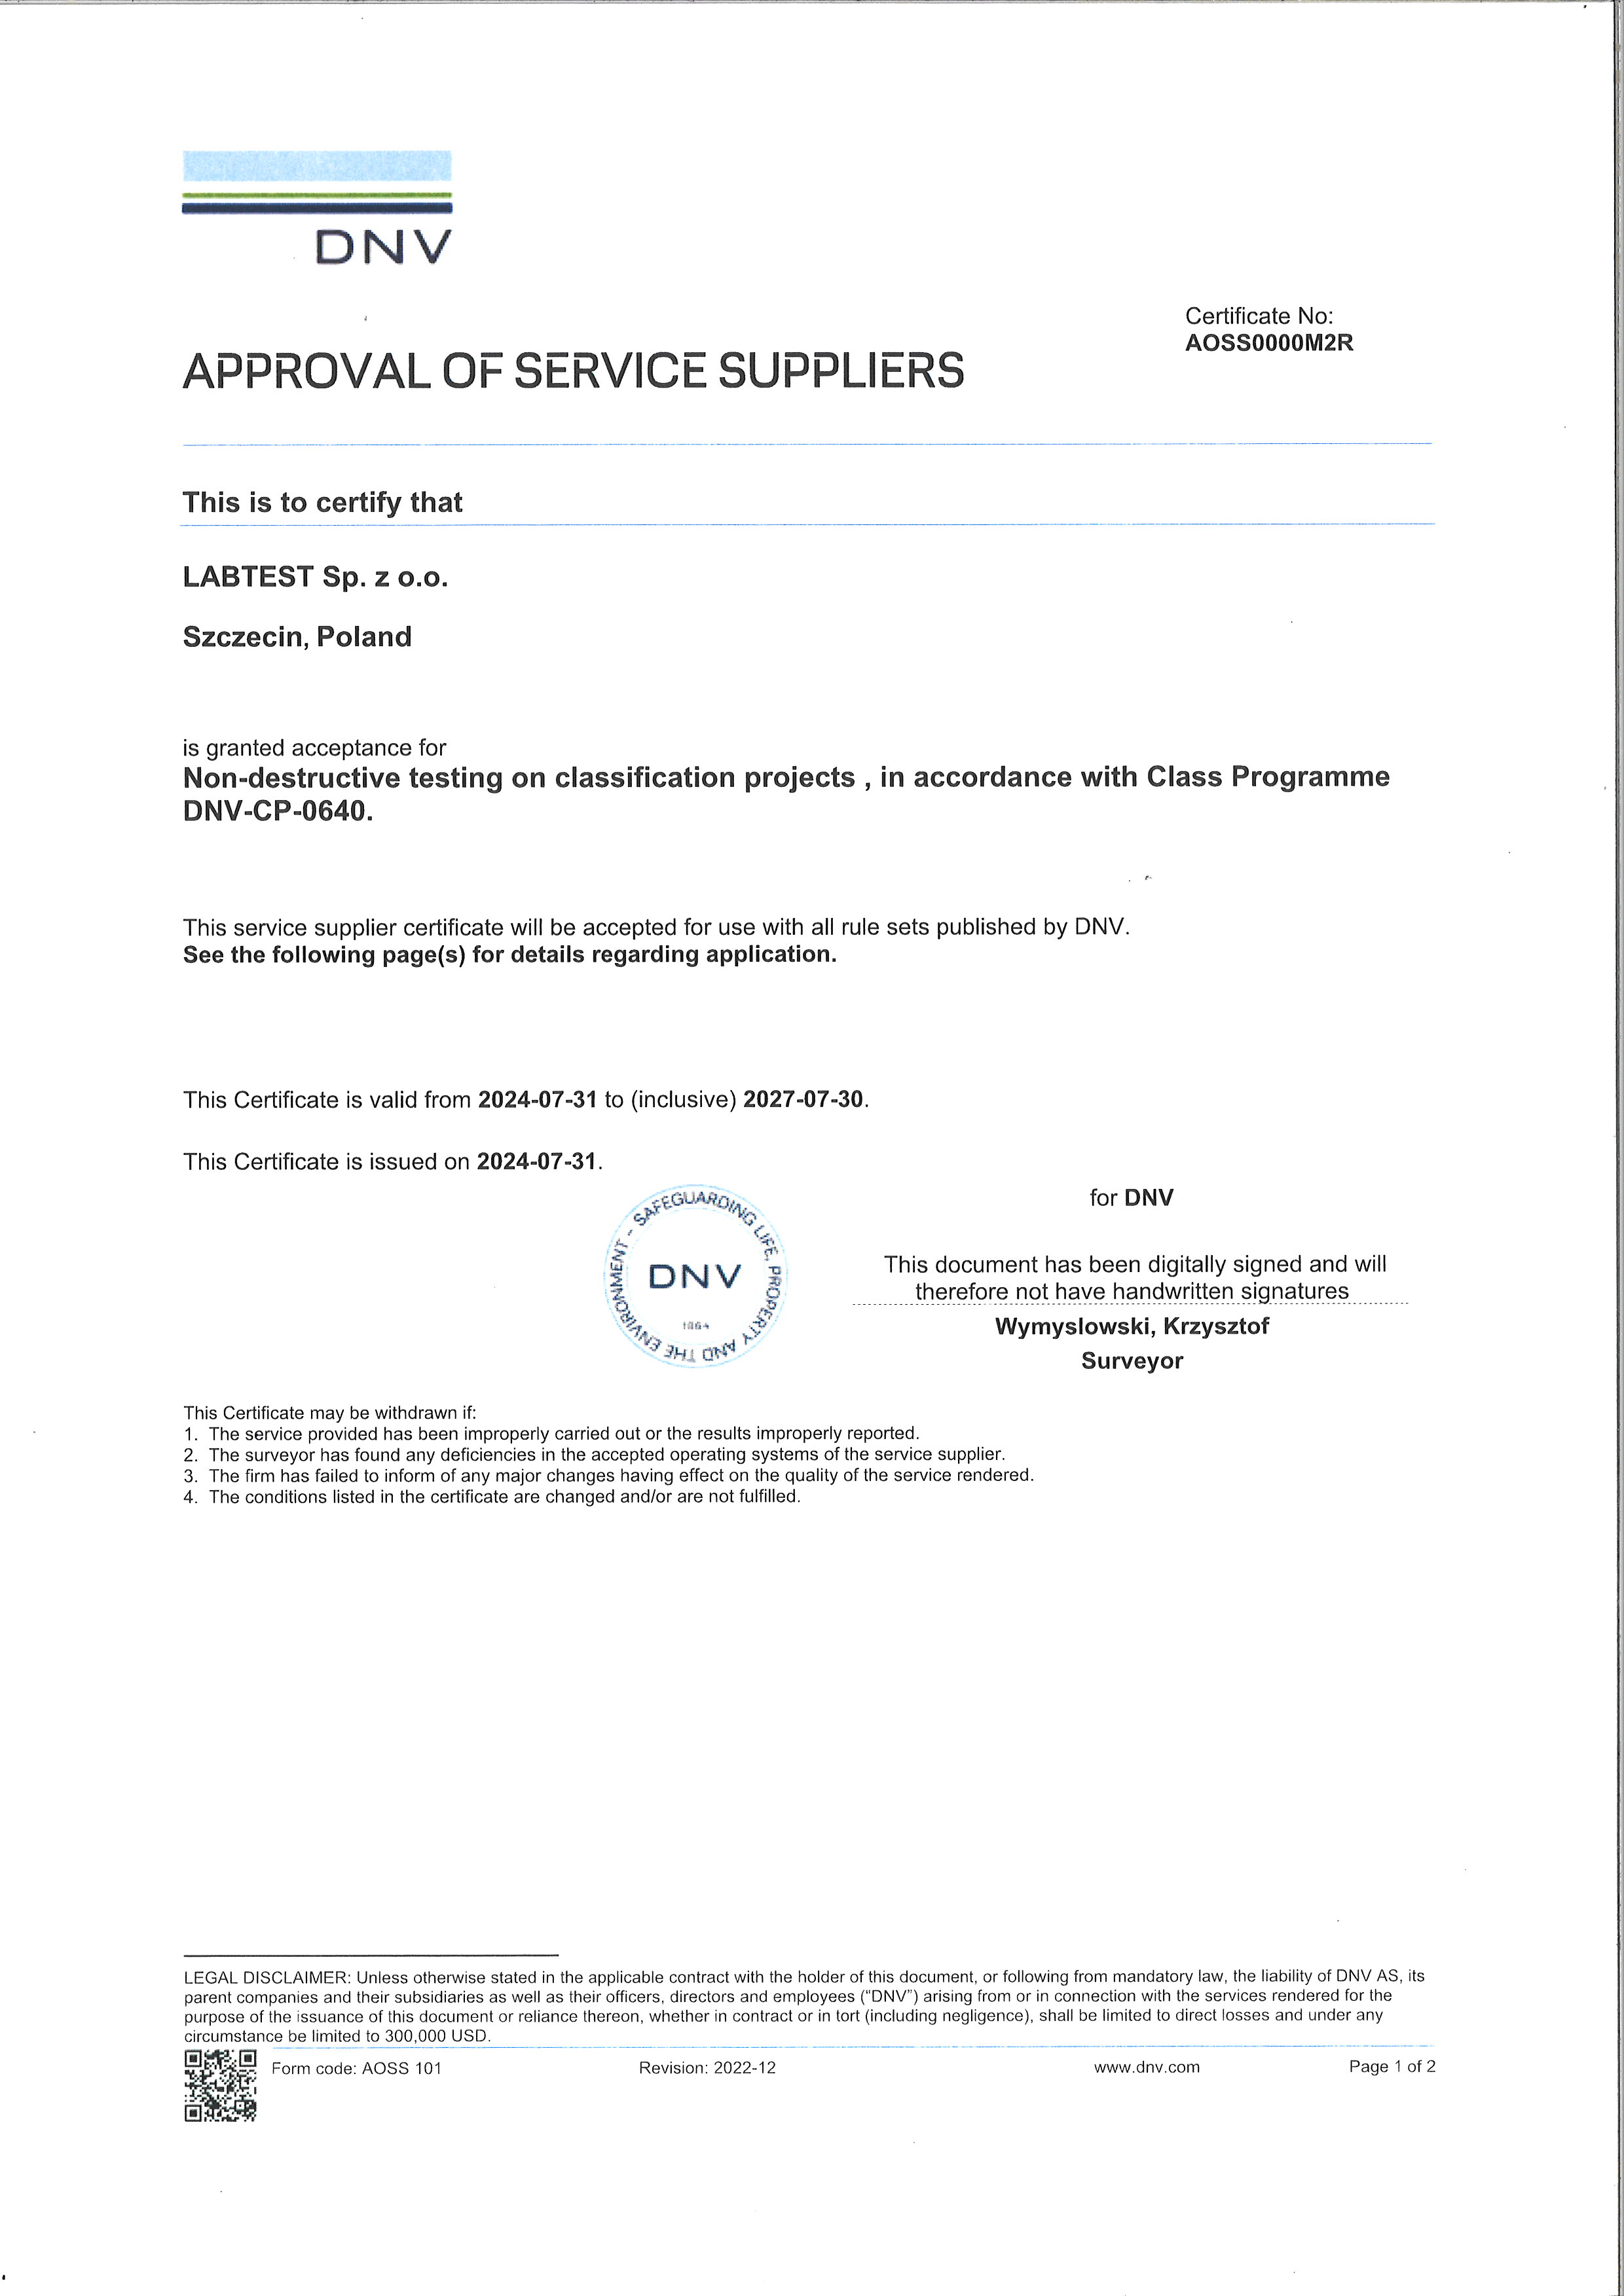 DNV
Certificate No:
AOSS0000M2R
APPROVAL OF SERVICE SUPPLIERS
This is to certify that
LABTEST Sp. z o.o.
Szczecin, Poland
is granted acceptance for
Non-destructive testing on classification projects , in accordance with Class Programme
DNV-CP-0640.
This service supplier certificate will be accepted for use with all rule sets published by DNV.
See the following page(s) for details regarding application.
This Certificate is valid from 2024-07-31 to (inclusive) 2027-07-30.
This Certificate is issued on 2024-07-31.
SAFEGUARDING LIFE, PROPERTY AND THE ENVIRONMENT -
DNV
1864
for DNV
This document has been digitally signed and will
therefore not have handwritten signatures
Wymyslowski, Krzysztof
Surveyor
This Certificate may be withdrawn if:
1. The service provided has been improperly carried out or the results improperly reported.
2. The surveyor has found any deficiencies in the accepted operating systems of the service supplier.
3. The firm has failed to inform of any major changes having effect on the quality of the service rendered.
4. The conditions listed in the certificate are changed and/or are not fulfilled.
LEGAL DISCLAIMER: Unless otherwise stated in the applicable contract with the holder of this document, or following from mandatory law, the liability of DNV AS, its
parent companies and their subsidiaries as well as their officers, directors and employees (“DNV”) arising from or in connection with the services rendered for the
purpose of the issuance of this document or reliance thereon, whether in contract or in tort (including negligence), shall be limited to direct losses and under any
circumstance be limited to 300,000 USD.
Form code: AOSS 101
Revision: 2022-12
www.dnv.com
Page 1 of 2